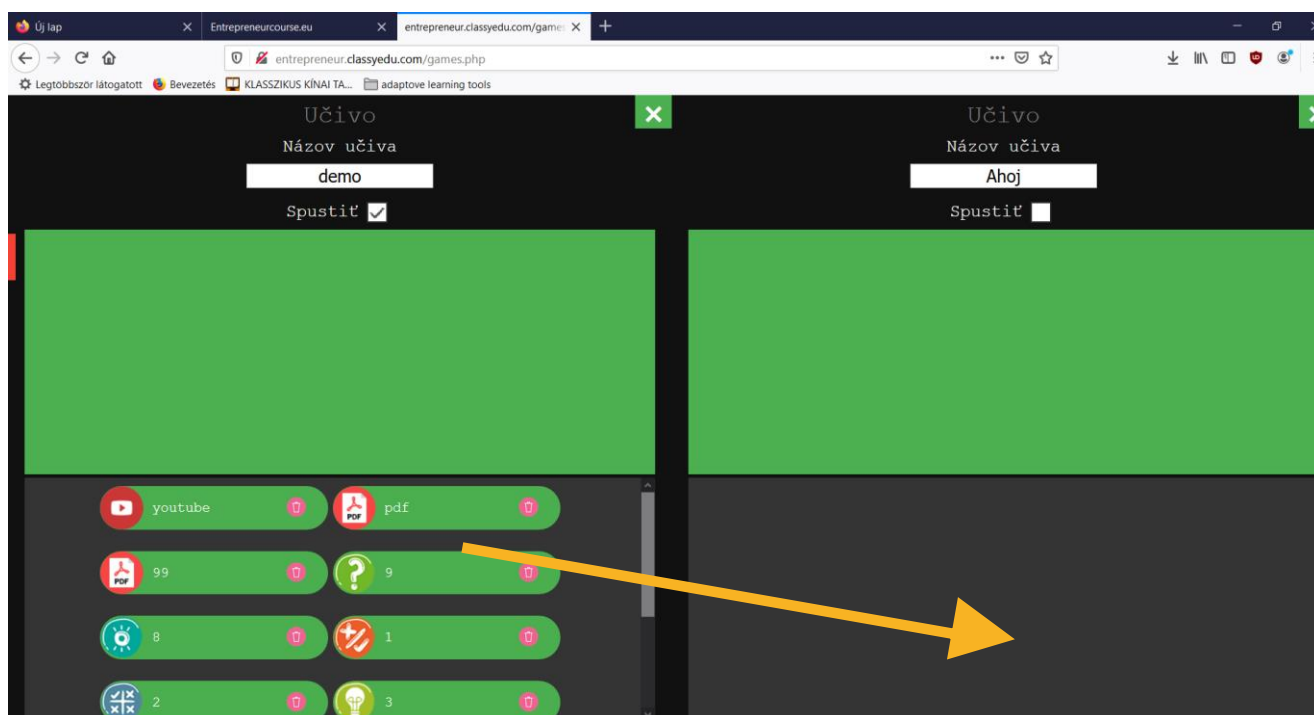 Új lap
Entrepreneurcourse.eu
entrepreneur.classyedu.com/game
entrepreneur.classyedu.com/games.php
Legtöbbször látogatott
Bevezetés
KLASSZIKUS KÍNAI TA...
adaptove learning tools
Učivo
Názov učiva
demo
Spustiť
youtube
pdf
99
9
8
1
2
3
Učivo
Názov učiva
Ahoj
Spustiť